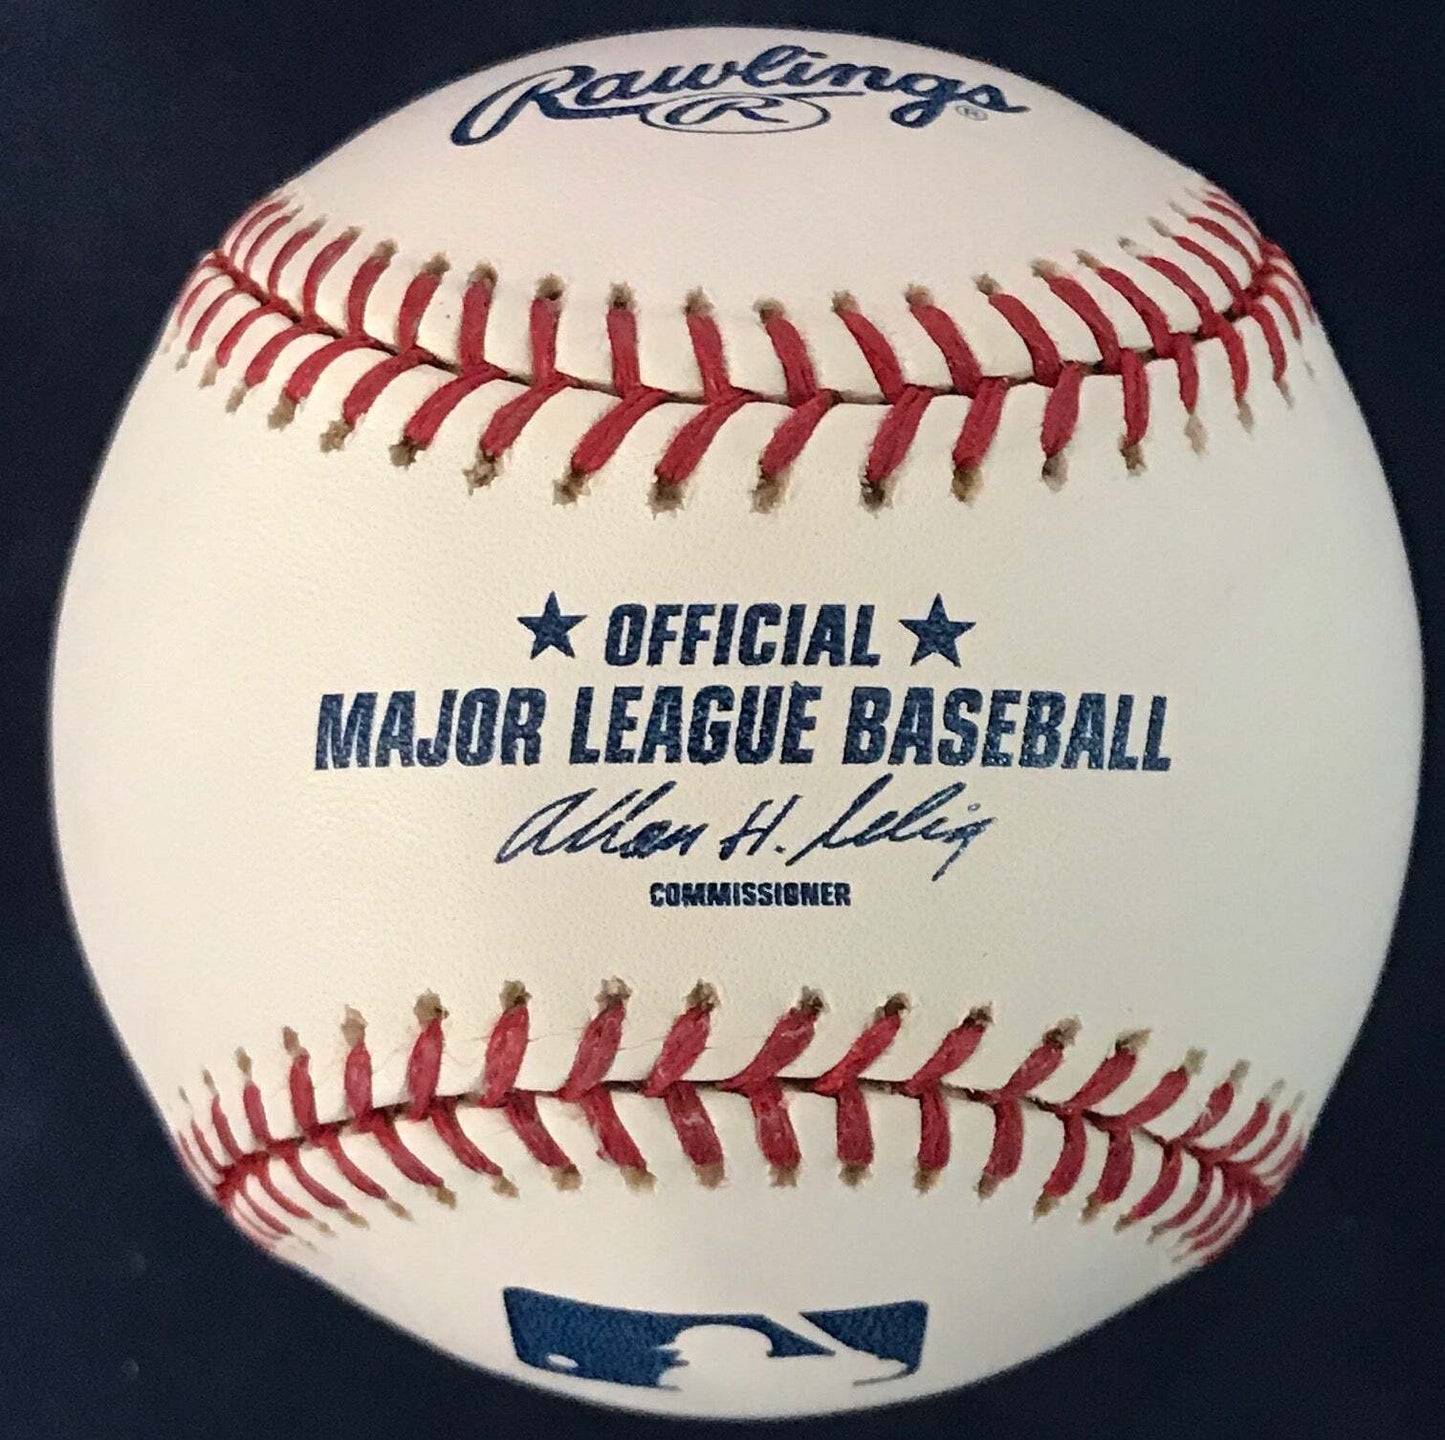 Rawlings ®
R
★ OFFICIAL ★
MAJOR LEAGUE BASEBALL
Allan H. Selig
COMMISSIONER